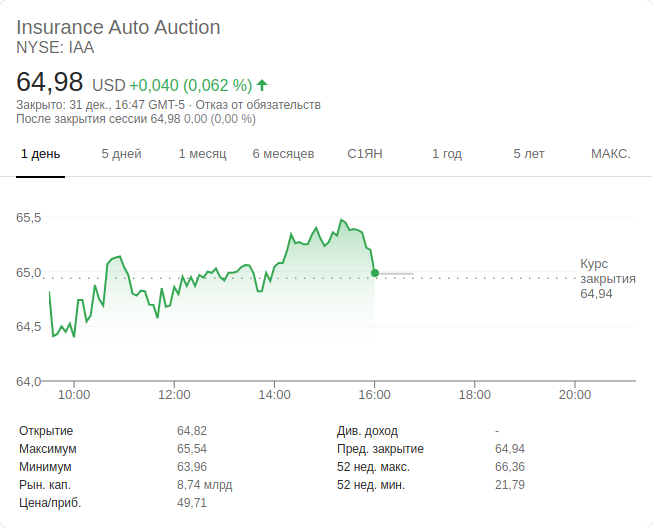 Insurance Auto Auction
NYSE: IAA
64,98 USD +0,040 (0,062 %)
Закрыто: 31 дек., 16:47 GMT-5 · Отказ от обязательств
После закрытия сессии 64,98 0,00 (0,00 %)
1 день 5 дней 1 месяц 6 месяцев С1ЯН 1 год 5 лет МАКС.
65,5
65,0
64,5
64,0
Курс
закрытия
64,94
10:00 12:00 14:00 16:00 18:00 20:00
Открытие 64,82 Див. доход -
Максимум 65,54 Пред. закрытие 64,94
Минимум 63,96 52 нед. макс. 66,36
Рын. кап. 8,74 млрд 52 нед. мин. 21,79
Цена/приб. 49,71